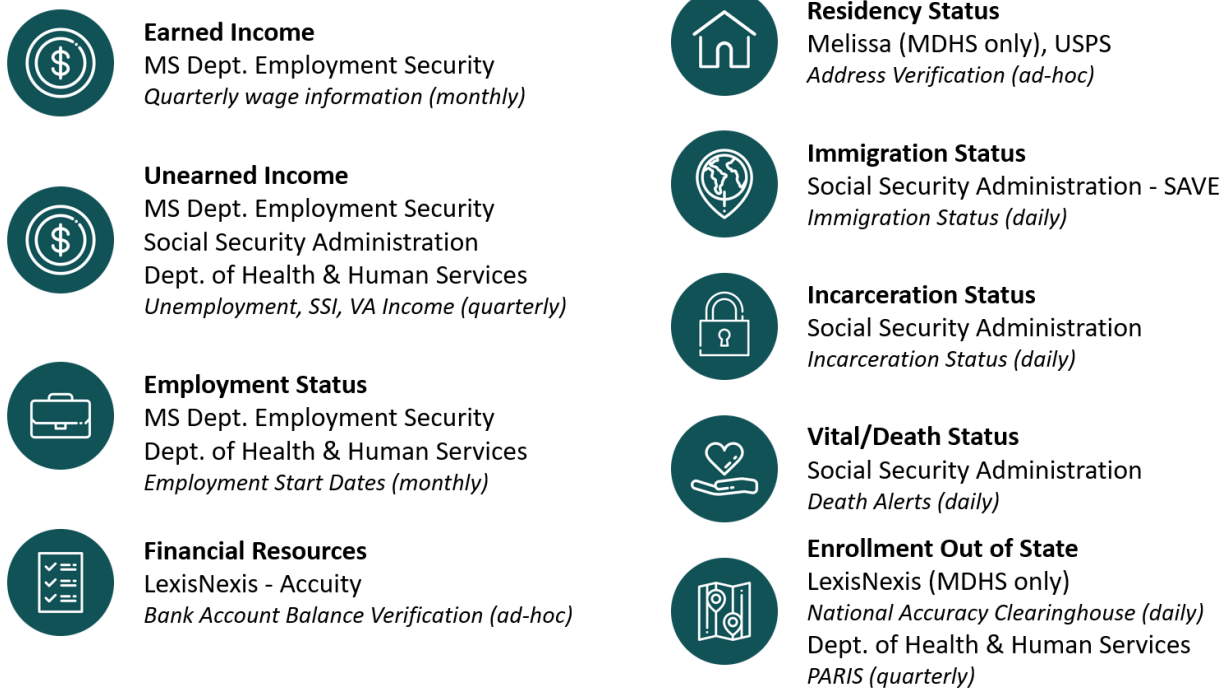 Earned Income
MS Dept. Employment Security
Quarterly wage information (monthly)
Unearned Income
MS Dept. Employment Security
Social Security Administration
Dept. of Health & Human Services
Unemployment, SSI, VA Income (quarterly)
Employment Status
MS Dept. Employment Security
Dept. of Health & Human Services
Employment Start Dates (monthly)
Financial Resources
LexisNexis - Accuity
Bank Account Balance Verification (ad-hoc)
Residency Status
Melissa (MDHS only), USPS
Address Verification (ad-hoc)
Immigration Status
Social Security Administration - SAVE
Immigration Status (daily)
Incarceration Status
Social Security Administration
Incarceration Status (daily)
Vital/Death Status
Social Security Administration
Death Alerts (daily)
Enrollment Out of State
LexisNexis (MDHS only)
National Accuracy Clearinghouse (daily)
Dept. of Health & Human Services
PARIS (quarterly)